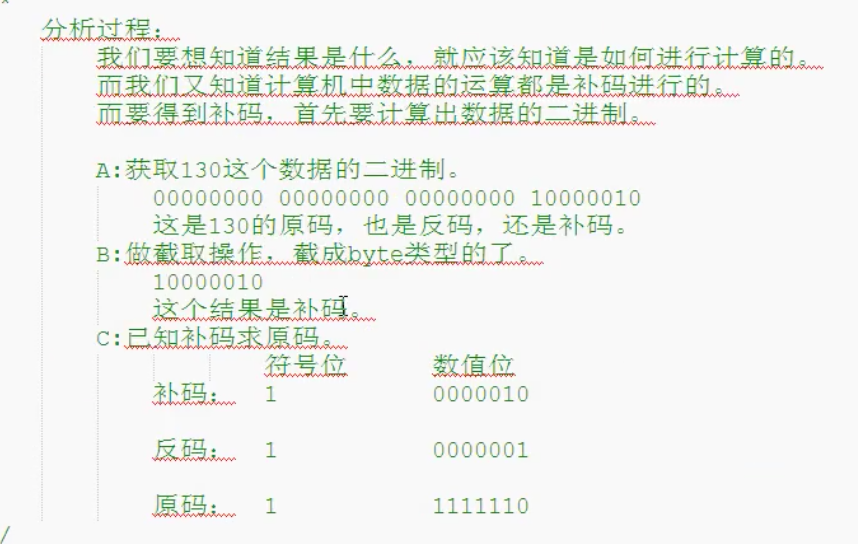 *
分析过程：
我们要想知道结果是什么，就应该知道是如何进行计算的。
而我们又知道计算机中数据的运算都是补码进行的。
而要得到补码，首先要计算出数据的二进制。
A:获取130这个数据的二进制。
00000000 00000000 00000000 10000010
这是130的原码，也是反码，还是补码。
B:做截取操作，截成byte类型的了。
10000010
这个结果是补码。
C:已知补码求原码。
符号位 数值位
补码： 1 0000010
反码： 1 0000001
原码： 1 1111110
/